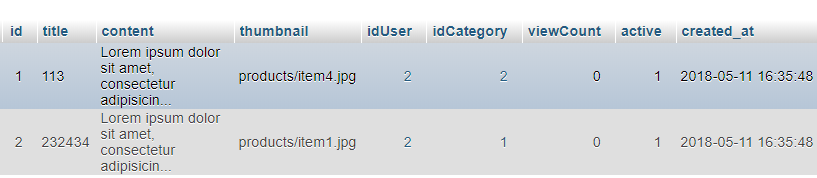 id title content thumbnail idUser idCategory viewCount active created_at
Lorem ipsum dolor
sit amet,
1 113 products/item4.jpg 2 2 0 1 2018-05-11 16:35:48
consectetur
adipisicin...
Lorem ipsum dolor
sit amet,
2 232434 products/item1.jpg 2 1 0 1 2018-05-11 16:35:48
consectetur
adipisicin...